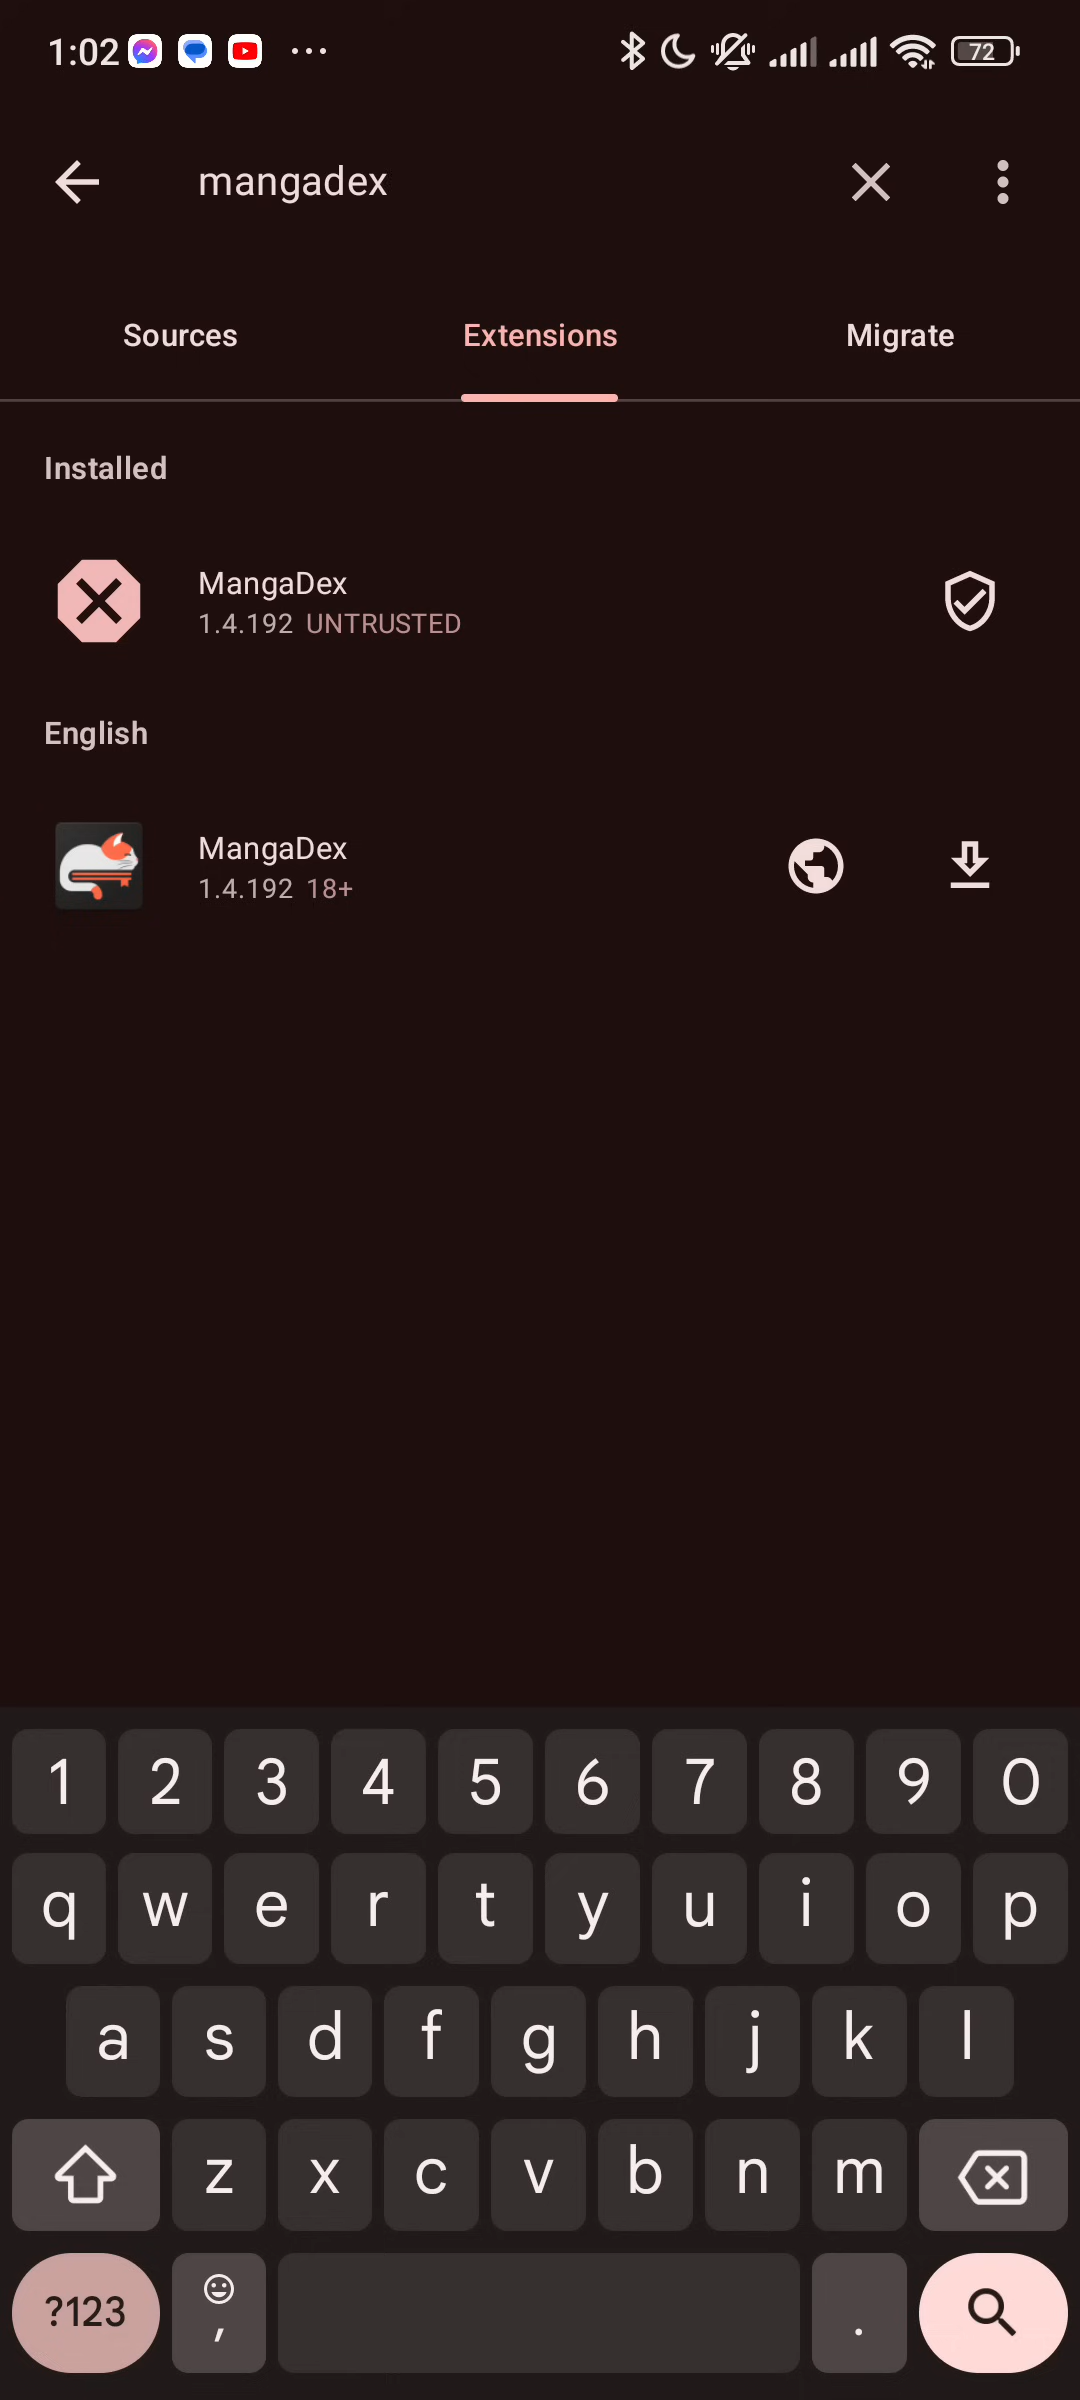 1:02
72
mangadex
Sources Extensions Migrate
Installed
MangaDex
1.4.192 UNTRUSTED
English
MangaDex
1.4.192 18+
1 2 3 4 5 6 7 8 9 0
q w e r t y u i o p
a s d f g h j k l
z x c v b n m
?123 , .